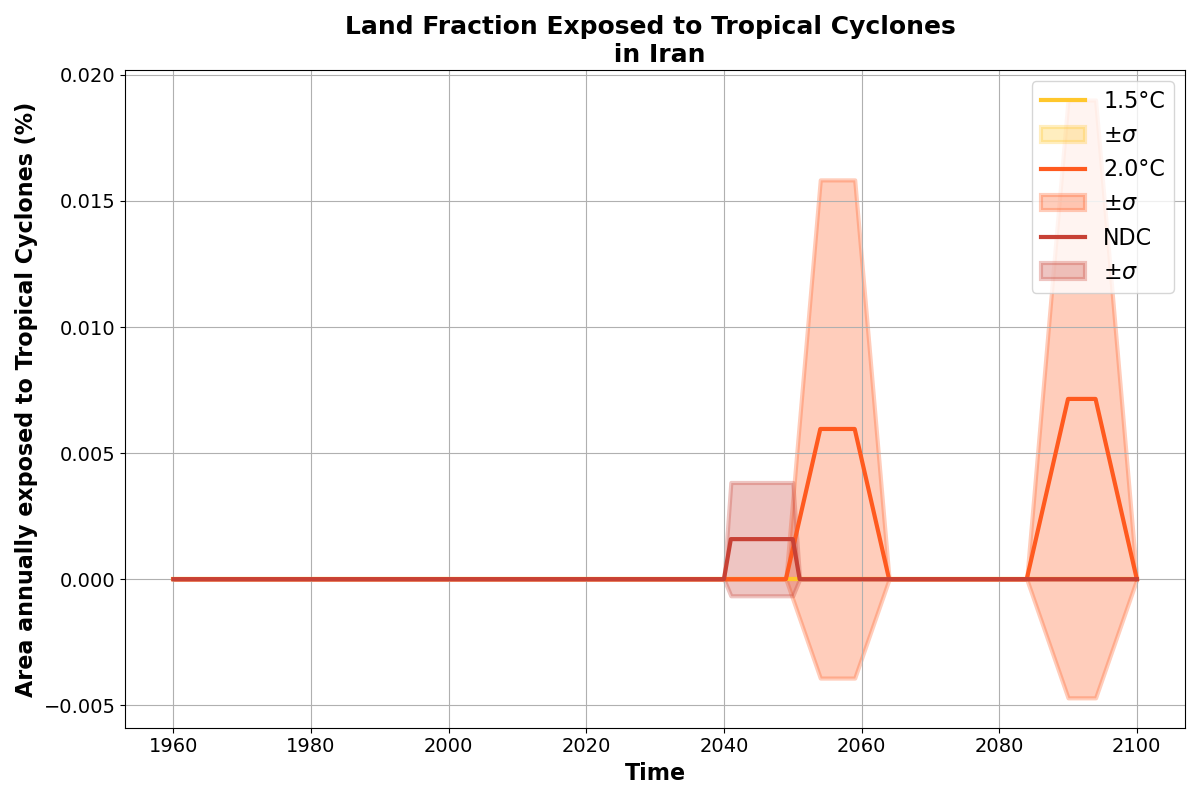 Land Fraction Exposed to Tropical Cyclones
in Iran
Area annually exposed to Tropical Cyclones (%)
0.020
0.015
0.010
0.005
0.000
−0.005
1.5°C
±σ
2.0°C
±σ
NDC
±σ
1960
1980
2000
2020
2040
2060
2080
2100
Time